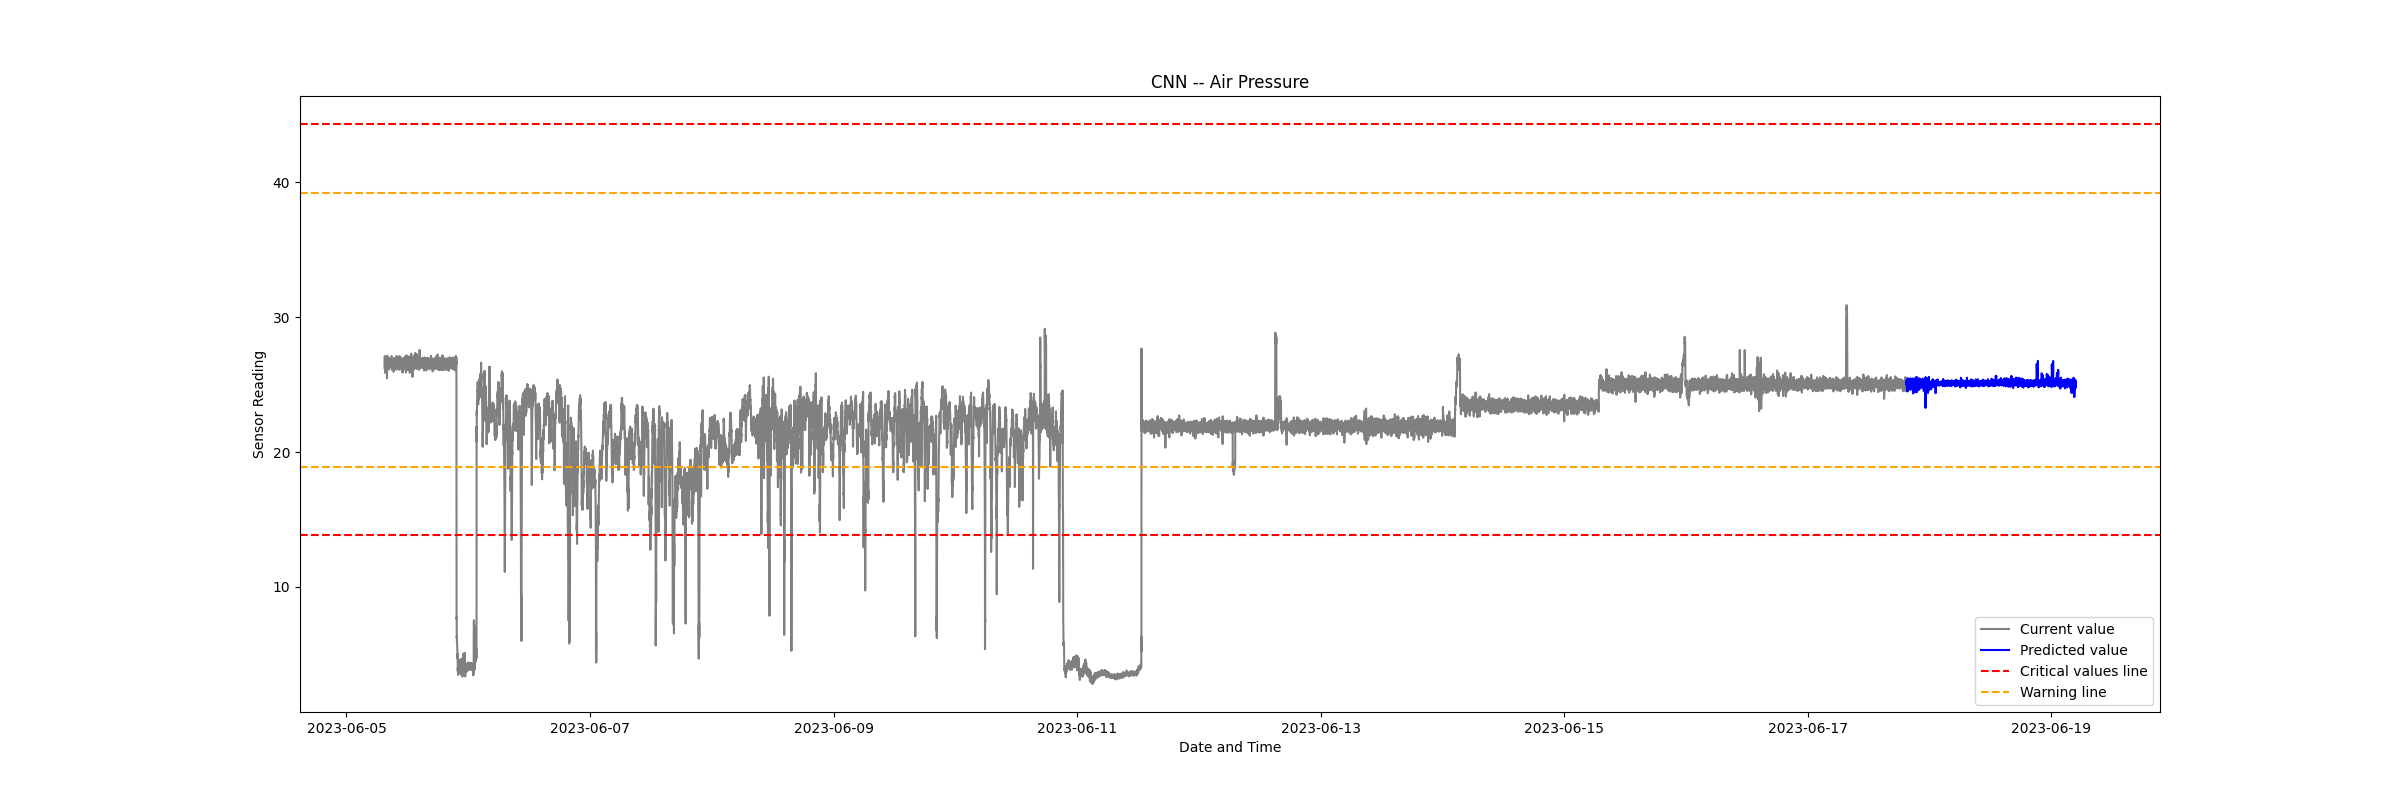 CNN -- Air Pressure
Sensor Reading
40
30
20
10
2023-06-05
2023-06-07
2023-06-09
2023-06-11
2023-06-13
2023-06-15
2023-06-17
2023-06-19
Date and Time
Current value
Predicted value
Critical values line
Warning line